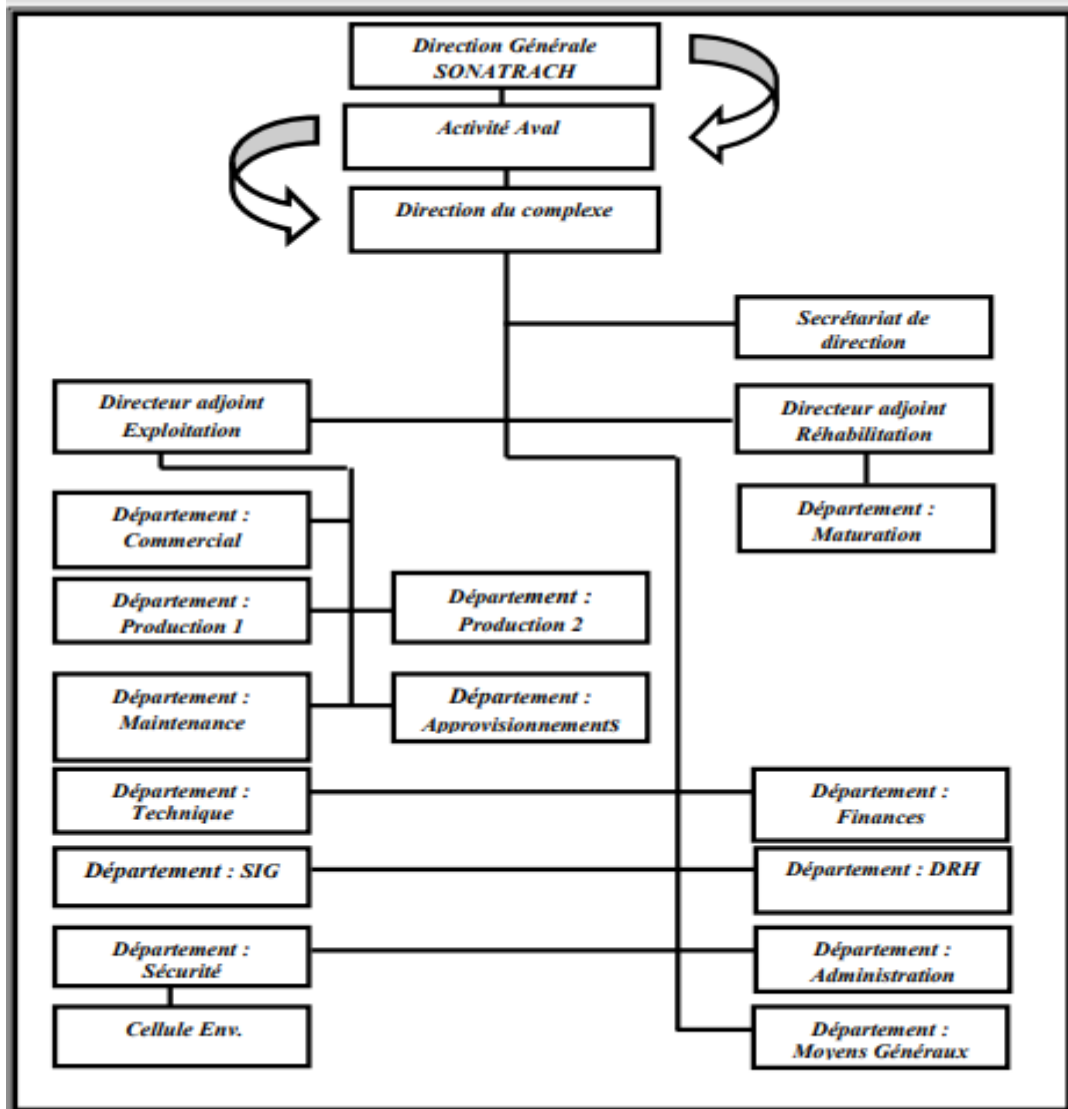 Direction Générale
SONATRACH
Activité Aval
Direction du complexe
Secrétariat de
direction
Directeur adjoint
Exploitation
Directeur adjoint
Réhabilitation
Département :
Commercial
Département :
Maturation
Département :
Production 1
Département :
Production 2
Département :
Maintenance
Département :
Approvisionnements
Département :
Technique
Département :
Finances
Département : SIG
Département : DRH
Département :
Sécurité
Département :
Administration
Cellule Env.
Département :
Moyens Généraux